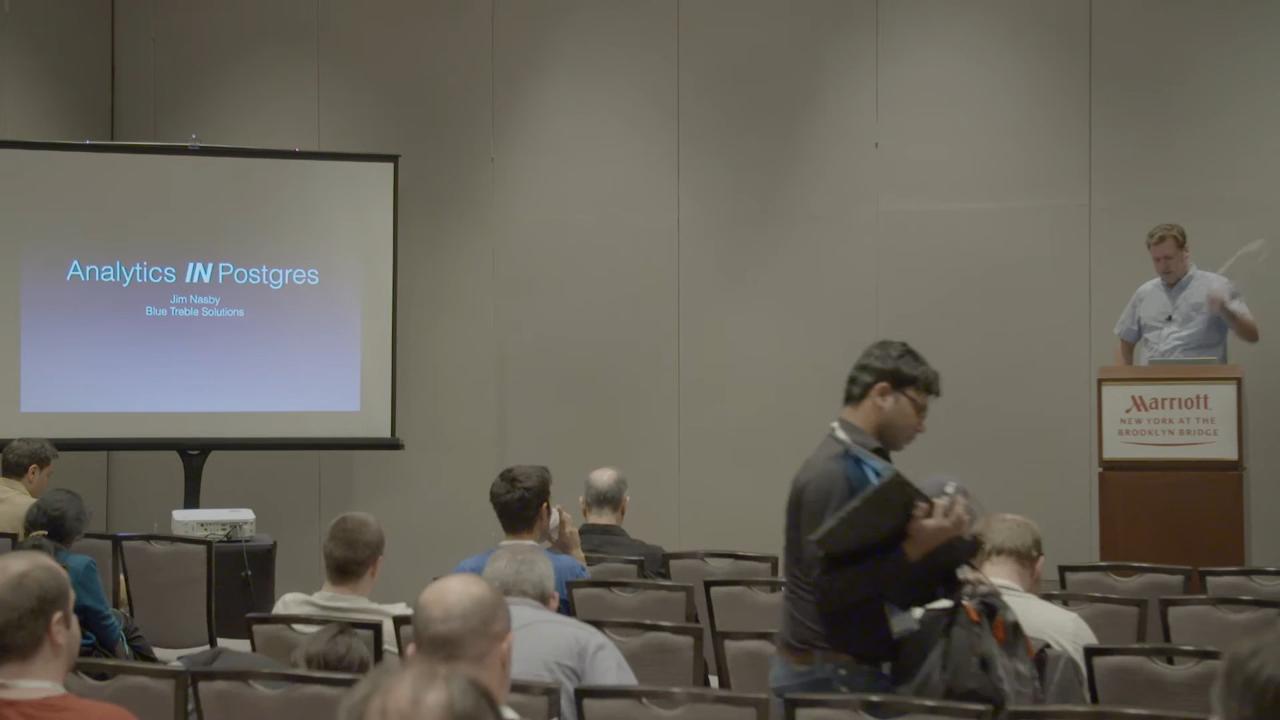 Analytics IN Postgres
Jim Nasby
Blue Treble Solutions
Marriott
NEW YORK AT THE
BROOKLYN BRIDGE